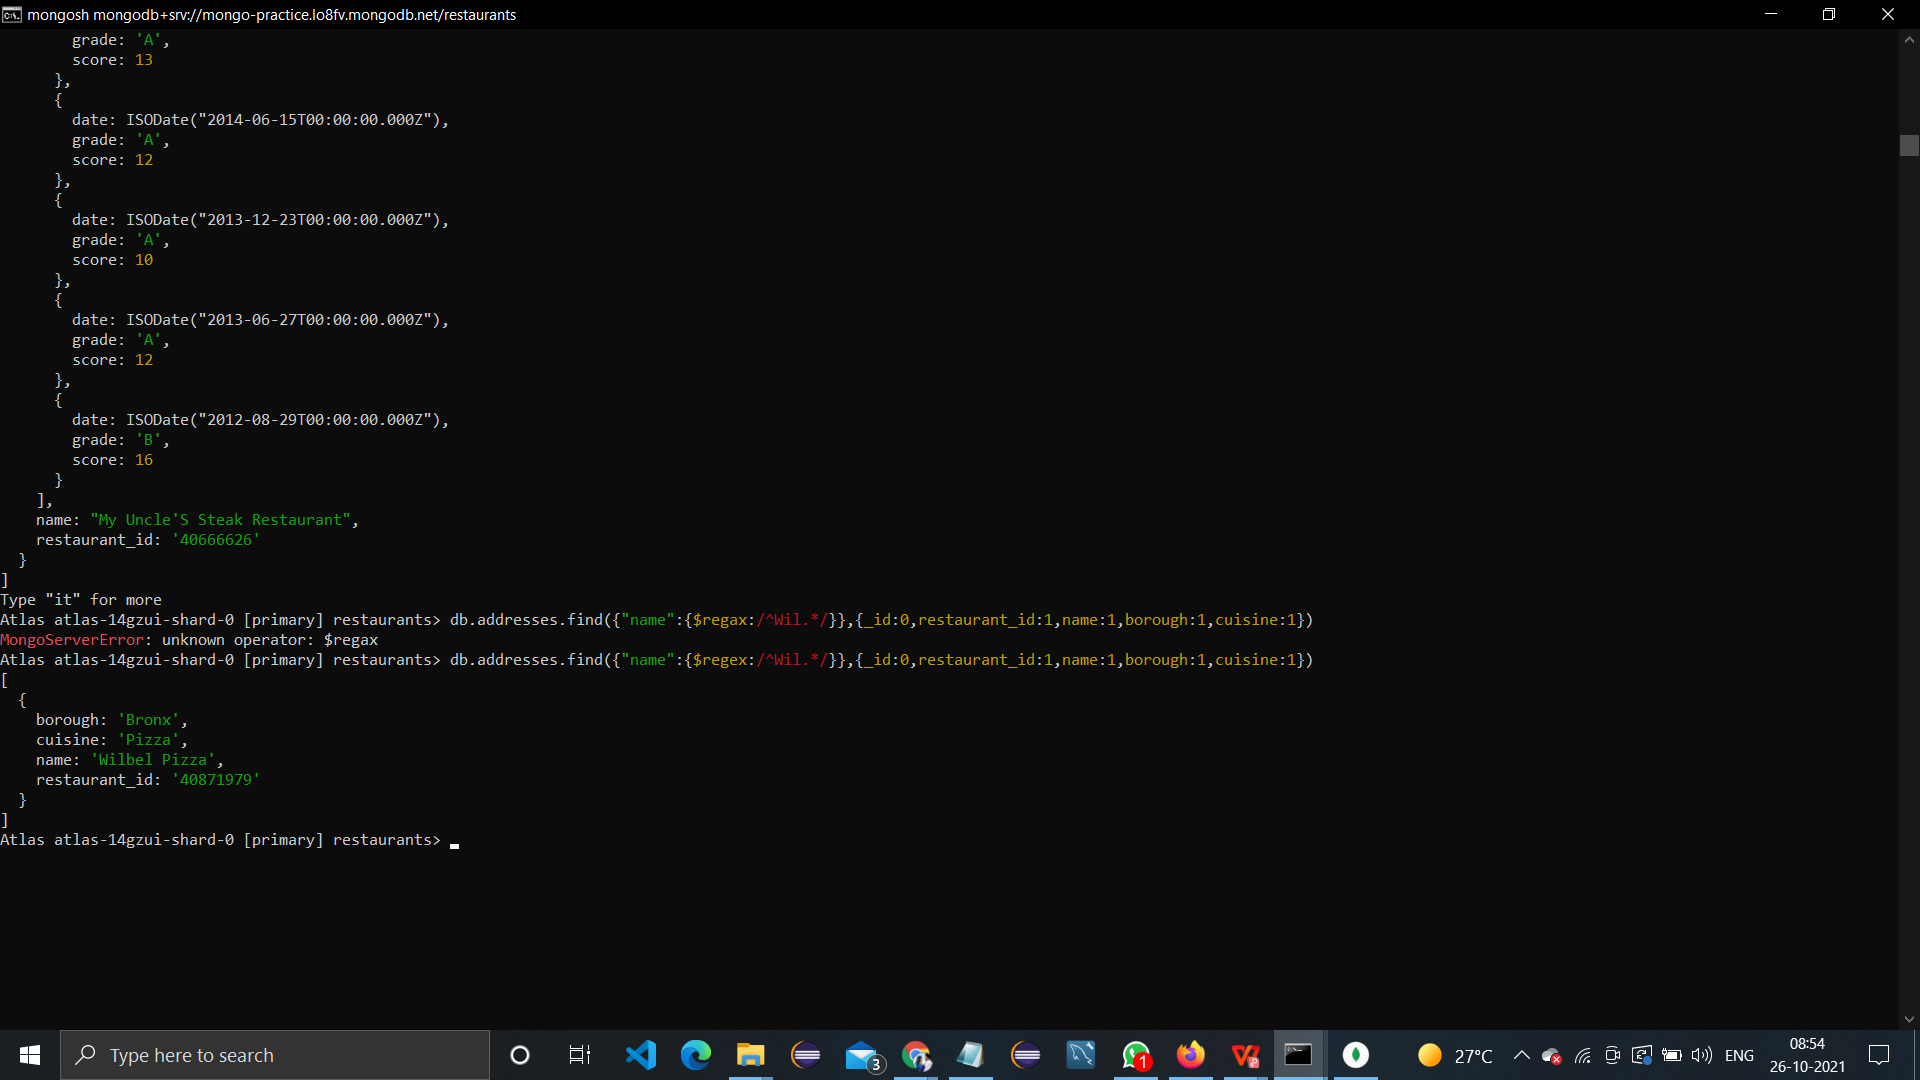 mongosh mongodb+srv://mongo-practice.lo8fv.mongodb.net/restaurants
grade: 'A',
score: 13
},
{
date: ISODate("2014-06-15T00:00:00.000Z"),
grade: 'A',
score: 12
},
{
date: ISODate("2013-12-23T00:00:00.000Z"),
grade: 'A',
score: 10
},
{
date: ISODate("2013-06-27T00:00:00.000Z"),
grade: 'A',
score: 12
},
{
date: ISODate("2012-08-29T00:00:00.000Z"),
grade: 'B',
score: 16
}
],
name: "My Uncle'S Steak Restaurant",
restaurant_id: '40666626'
}
]
Type "it" for more
Atlas atlas-14gzui-shard-0 [primary] restaurants> db.addresses.find({"name":{$regax:/^Wil.*/}},{_id:0,restaurant_id:1,name:1,borough:1,cuisine:1})
MongoServerError: unknown operator: $regax
Atlas atlas-14gzui-shard-0 [primary] restaurants> db.addresses.find({"name":{$regex:/^Wil.*/}},{_id:0,restaurant_id:1,name:1,borough:1,cuisine:1})
[
{
borough: 'Bronx',
cuisine: 'Pizza',
name: 'Wilbel Pizza',
restaurant_id: '40871979'
}
]
Atlas atlas-14gzui-shard-0 [primary] restaurants>
Type here to search
3
1
27°C
ENG
08:54
26-10-2021